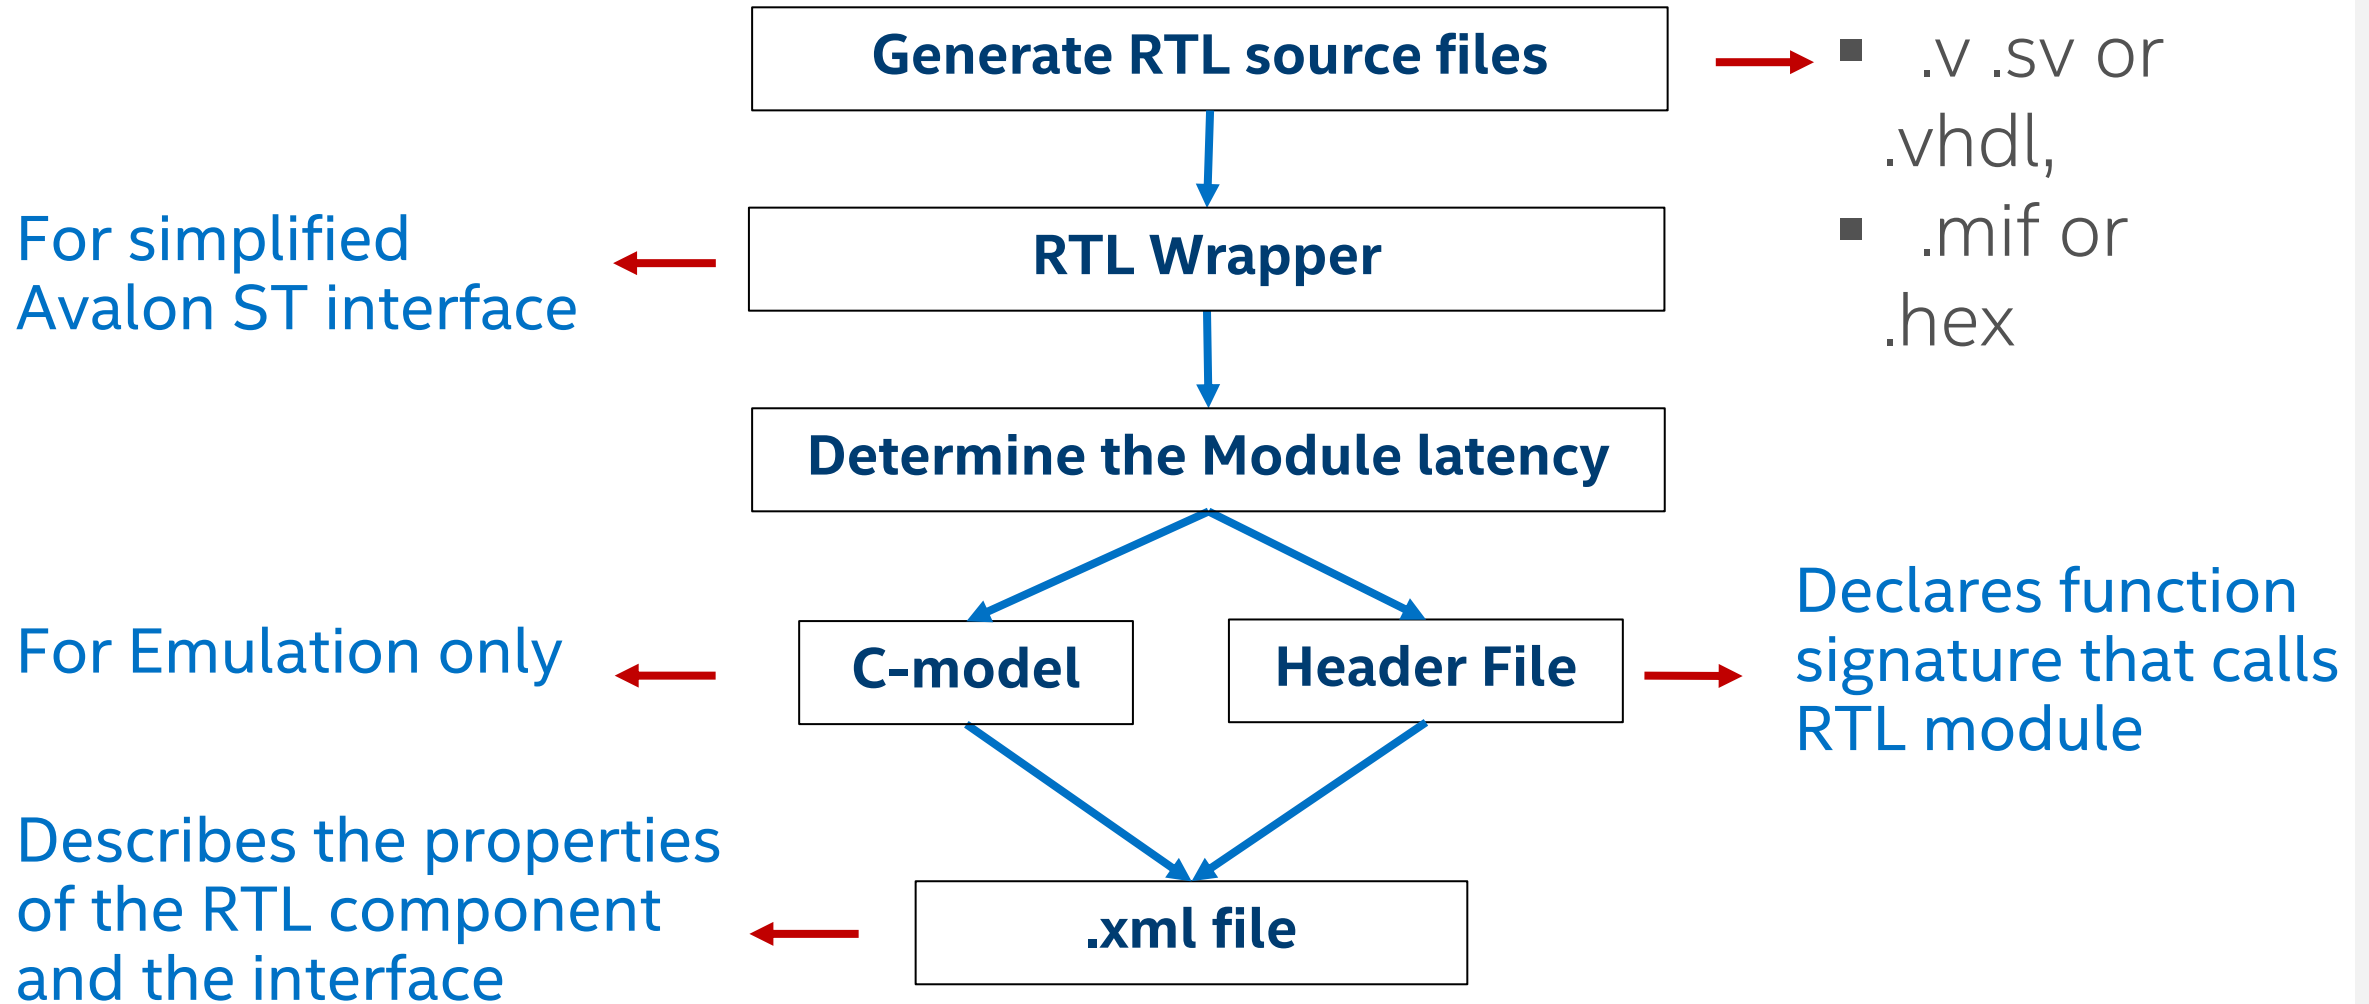 Generate RTL source files
▪ .v .sv or
.vhdl,
▪ .mif or
.hex
For simplified
Avalon ST interface
RTL Wrapper
Determine the Module latency
For Emulation only
C-model
Header File
Declares function
signature that calls
RTL module
Describes the properties
of the RTL component
and the interface
.xml file